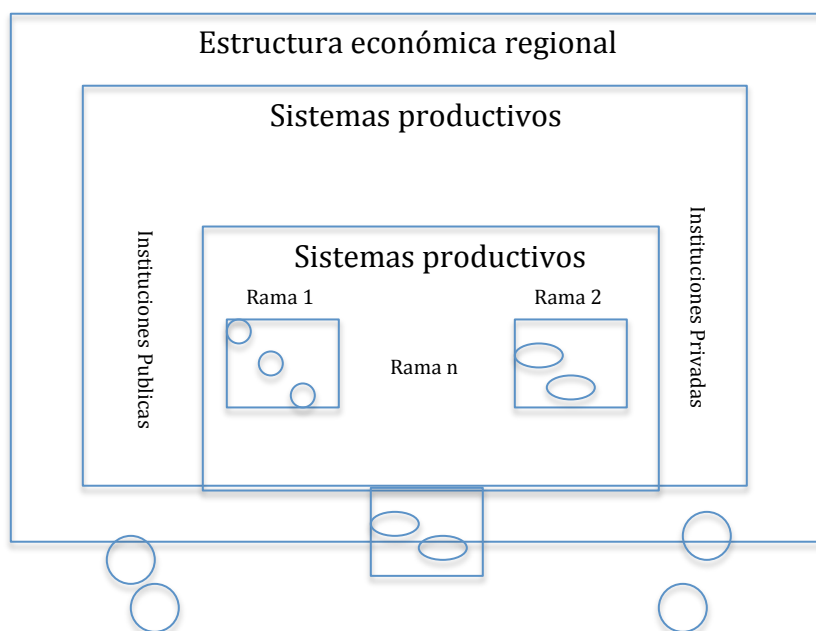 Estructura económica regional
Sistemas productivos
Instituciones Publicas
Instituciones Privadas
Sistemas productivos
Rama 1
Rama 2
Rama n